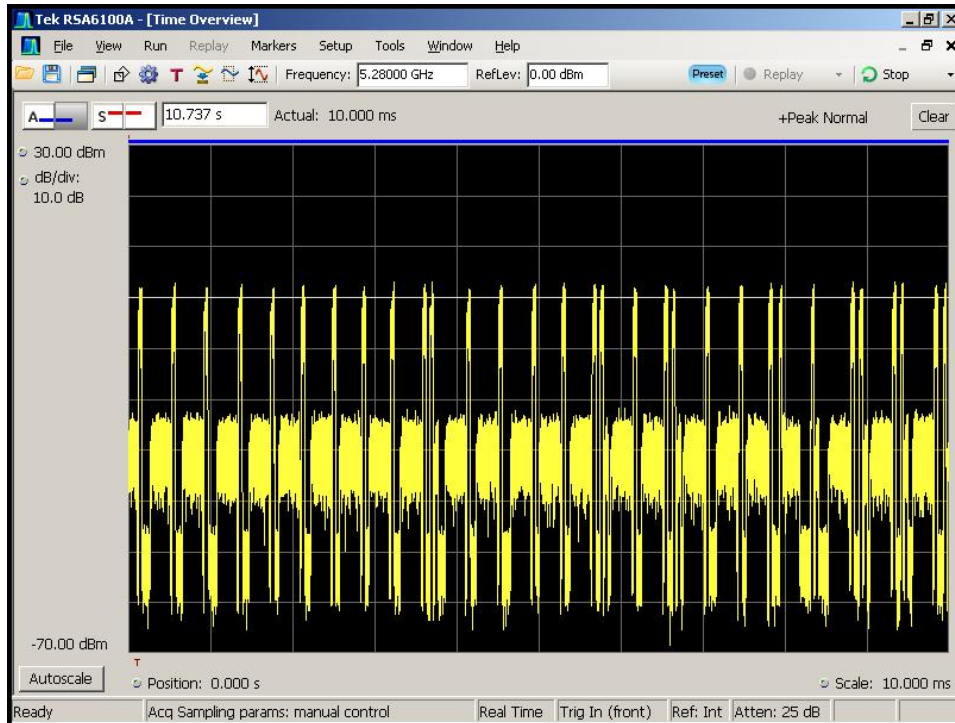 Tek RSA6100A - [Time Overview]
File View Run Replay Markers Setup Tools Window Help
T Frequency: 5.28000 GHz RefLev: 0.00 dBm Preset Replay Stop
A S 10.737 s Actual: 10.000 ms +Peak Normal Clear
30.00 dBm
dB/div:
10.0 dB
-70.00 dBm
T
Autoscale Position: 0.000 s Scale: 10.000 ms
Ready Acq Sampling params: manual control Real Time Trig In (front) Ref: Int Atten: 25 dB